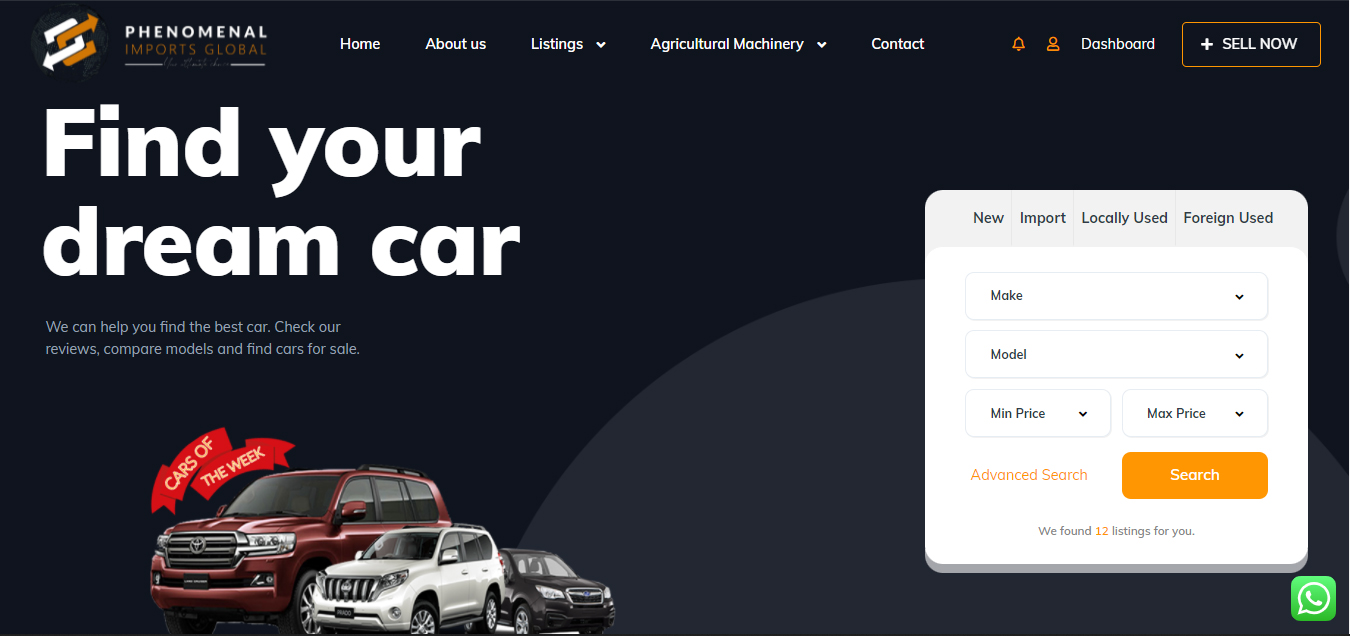 PHENOMENAL
IMPORTS GLOBAL
Home
About us
Listings
Agricultural Machinery
Contact
Dashboard
SELL NOW
Find your
dream car
We can help you find the best car. Check our
reviews, compare models and find cars for sale.
New
Import
Locally Used
Foreign Used
Make
Model
Min Price
Max Price
Advanced Search
Search
We found 12 listings for you.
CARS OF
THE WEEK
PRADO